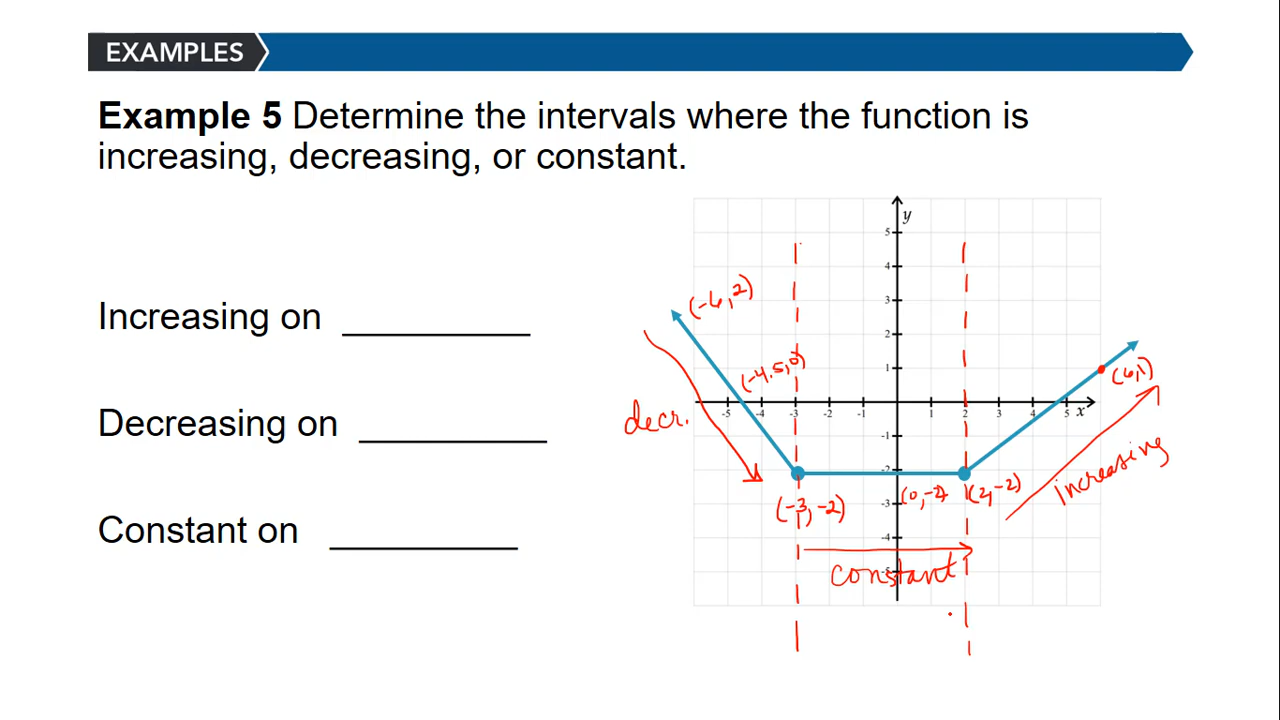 EXAMPLES
Example 5 Determine the intervals where the function is
increasing, decreasing, or constant.
Increasing on
Decreasing on
Constant on
y
5
4
3
2
1
-5 -4 -3 -2 -1 1 2 3 4 5 x
-1
-2
-3
-4
-5
(-6, 2)
(-4.5, 0)
decr.
(-3, -2)
(0, -2
(2, -2)
(6, 1)
increasing
constant